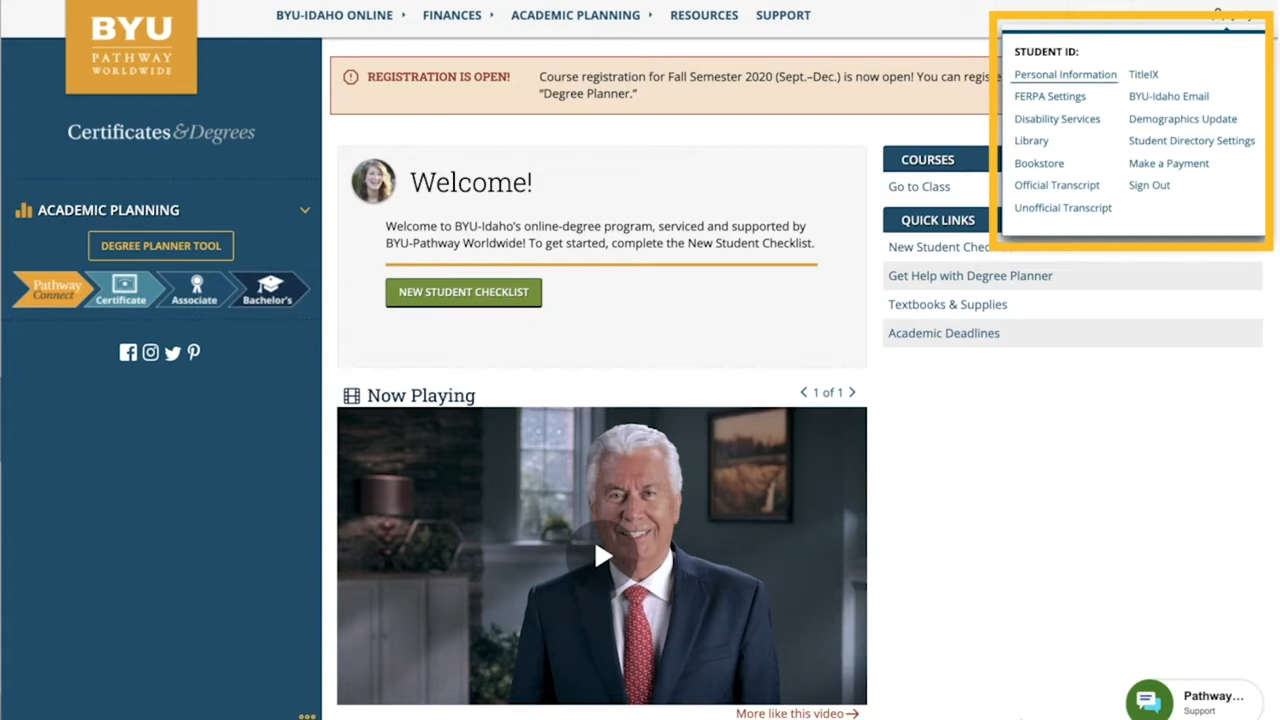 BYU-IDAHO ONLINE
FINANCES
ACADEMIC PLANNING
RESOURCES
SUPPORT
BYU
PATHWAY
WORLDWIDE
Certificates & Degrees
ACADEMIC PLANNING
DEGREE PLANNER TOOL
Pathway
Connect
Certificate
Associate
Bachelor's
REGISTRATION IS OPEN!
Course registration for Fall Semester 2020 (Sept.–Dec.) is now open! You can
“Degree Planner.”
Welcome!
Welcome to BYU-Idaho’s online-degree program, serviced and supported by
BYU-Pathway Worldwide! To get started, complete the New Student Checklist.
NEW STUDENT CHECKLIST
Now Playing
1 of 1
More like this video
COURSES
Go to Class
QUICK LINKS
New Student
Get Help with Degree Planner
Textbooks & Supplies
Academic Deadlines
STUDENT ID:
Personal Information
FERPA Settings
Disability Services
Library
Bookstore
Official Transcript
Unofficial Transcript
TitleIX
BYU-Idaho Email
Demographics Update
Student Directory Settings
Make a Payment
Sign Out
Pathway...
Support